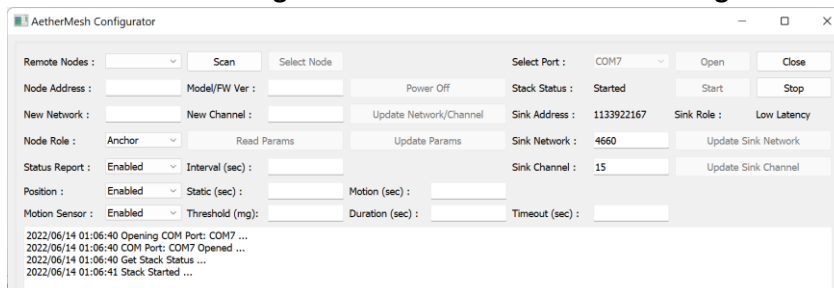 AetherMesh Configurator
Remote Nodes : Scan Select Node Select Port : COM7 Open Close
Node Address : Model/FW Ver : Power Off Stack Status : Started Start Stop
New Network : New Channel : Update Network/Channel Sink Address : 1133922167 Sink Role : Low Latency
Node Role : Anchor Read Params Update Params Sink Network : 4660 Update Sink Network
Status Report : Enabled Interval (sec) : Sink Channel : 15 Update Sink Channel
Position : Enabled Static (sec) : Motion (sec) :
Motion Sensor : Enabled Threshold (mg): Duration (sec) : Timeout (sec) :
2022/06/14 01:06:40 Opening COM Port: COM7 ...
2022/06/14 01:06:40 COM Port: COM7 Opened ...
2022/06/14 01:06:40 Get Stack Status ...
2022/06/14 01:06:41 Stack Started ...